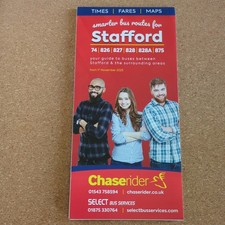 TIMES | FARES | MAPS
smarter bus routes for
Stafford
74 | 826 | 827 | 828 | 828A | 875
your guide to buses between
Stafford & the surrounding areas
Chaserider
01543 758594 | chaserider.co.uk
SELECT BUS SERVICES
01875 330764 | selectbusservices.com